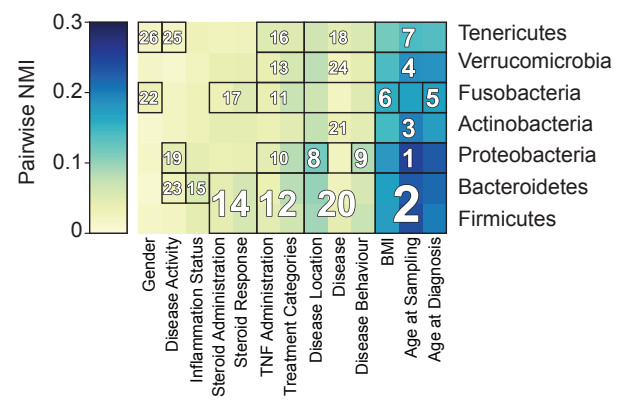 0.3
0.2
0.1
0
Pairwise NMI
26 25 16 18 7
13 24 4
22 17 11 6 5
21 3
19 10 8 9 1
23 15
14 12 20 2
Tenericutes
Verrucomicrobia
Fusobacteria
Actinobacteria
Proteobacteria
Bacteroidetes
Firmicutes
Gender
Disease Activity
Inflammation Status
Steroid Administration
Steroid Response
TNF Administration
Treatment Categories
Disease Location
Disease
Disease Behaviour
BMI
Age at Sampling
Age at Diagnosis